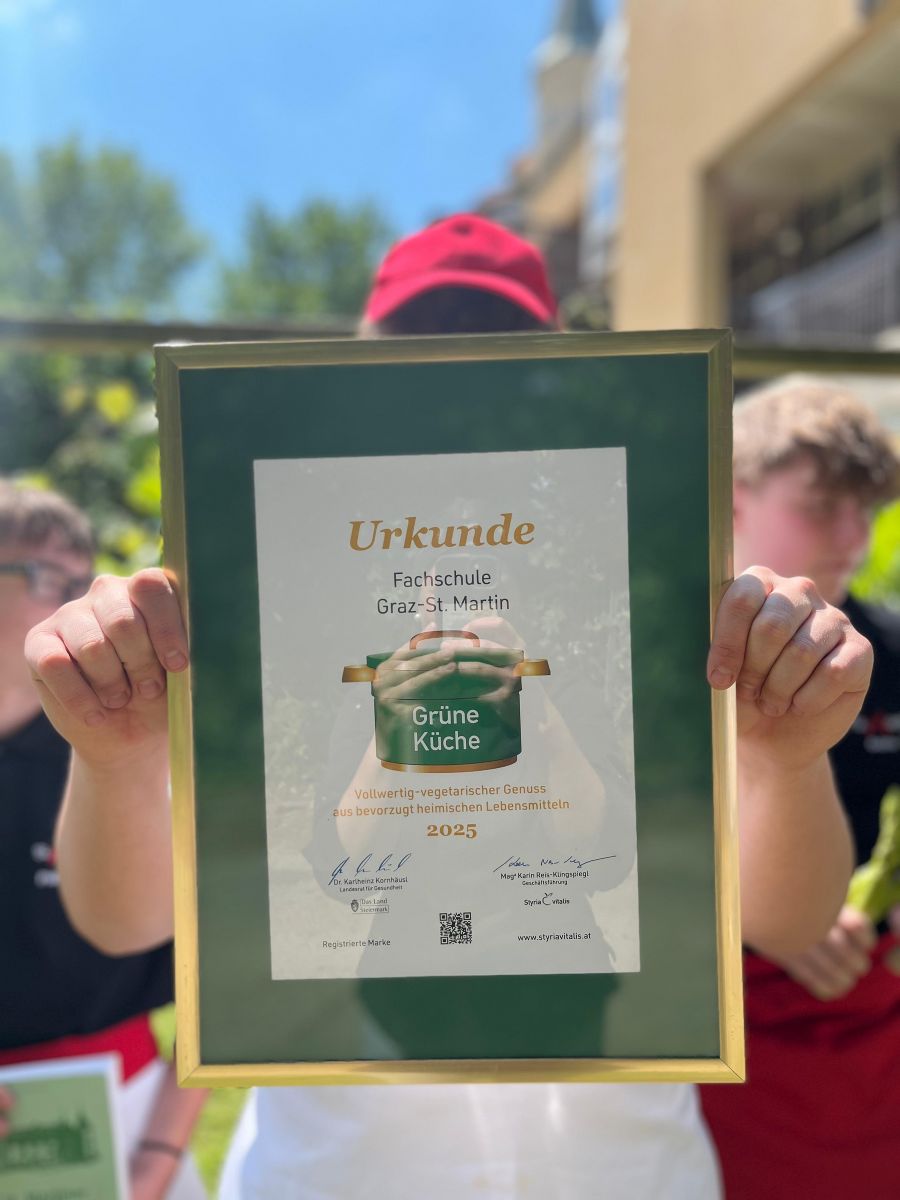 Urkunde
Fachschule
Graz-St. Martin
Grüne
Küche
Vollwertig-vegetarischer Genuss
aus bevorzugt heimischen Lebensmitteln
2025
Dr. Karlheinz Kornhäusl
Landesrat für Gesundheit
Magª Karin Reis-Klingspiegl
Geschäftsführung
Das Land
Steiermark
Styria vitalis
Registrierte Marke
www.styriavitalis.at